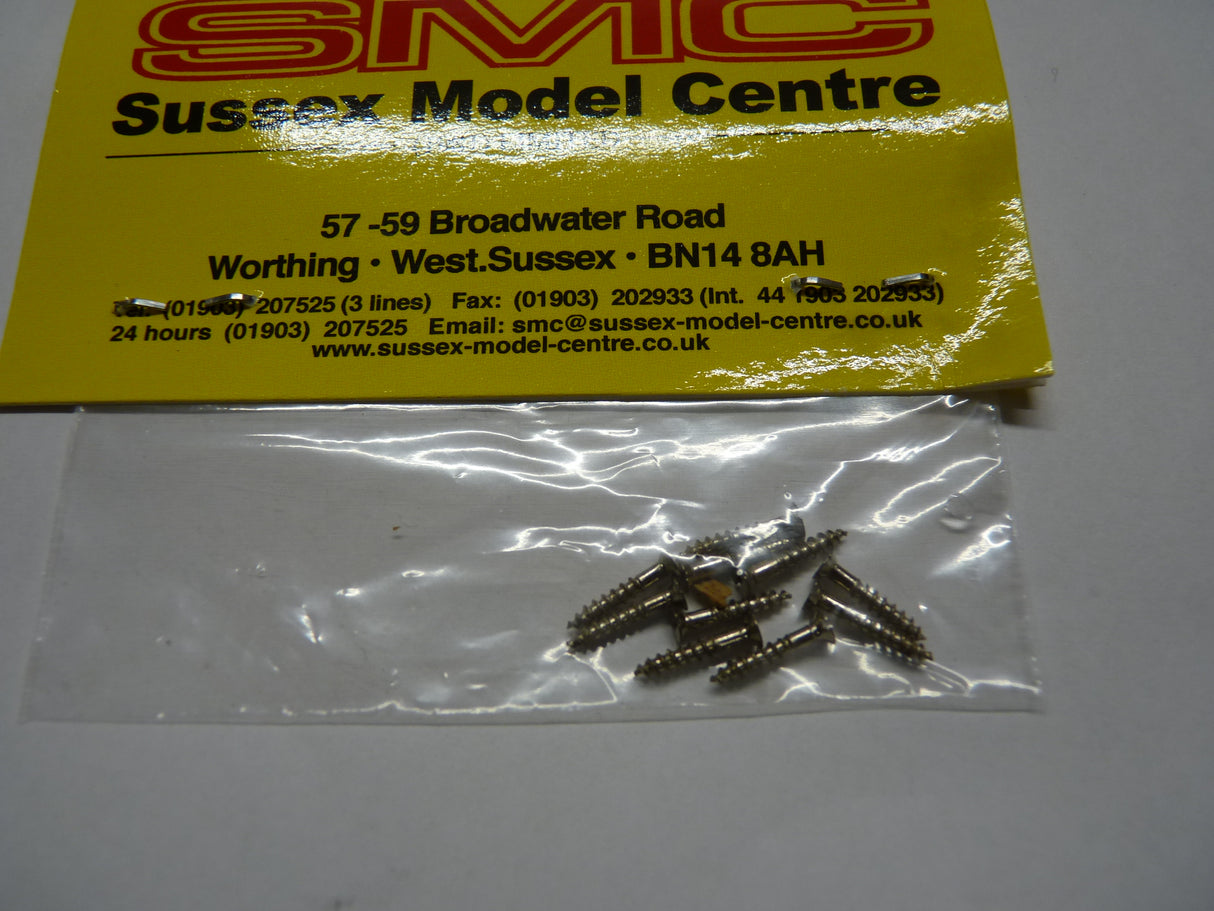 SMC
Sussex Model Centre
57 -59 Broadwater Road
Worthing • West.Sussex • BN14 8AH
(01903) 207525 (3 lines) Fax: (01903) 202933 (Int. 44 1903 202933)
24 hours (01903) 207525 Email: smc@sussex-model-centre.co.uk
www.sussex-model-centre.co.uk